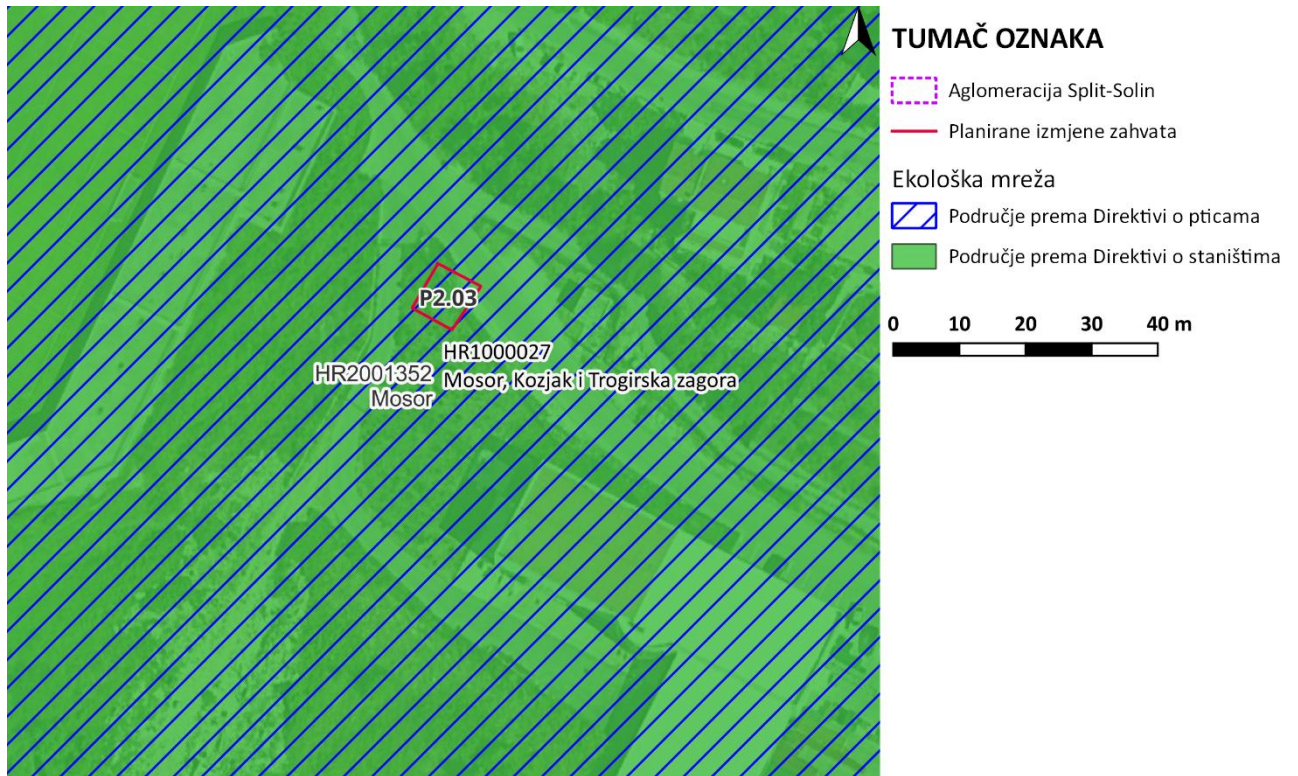 P2.03
HR1000027
Mosor, Kozjak i Trogirska zagora
HR2001352
Mosor
TUMAČ OZNAKA
Aglomeracija Split-Solin
Planirane izmjene zahvata
Ekološka mreža
Područje prema Direktivi o pticama
Područje prema Direktivi o staništima
0 10 20 30 40 m